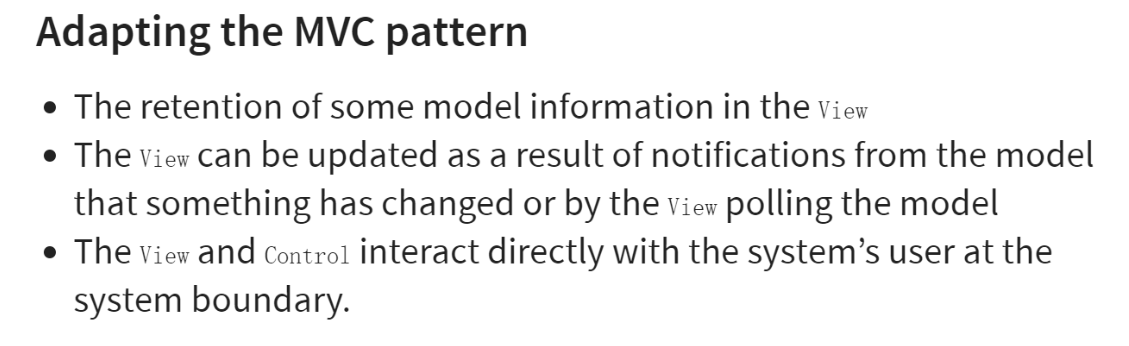 Adapting the MVC pattern
• The retention of some model information in the View
• The View can be updated as a result of notifications from the model
that something has changed or by the View polling the model
• The View and Control interact directly with the system’s user at the
system boundary.